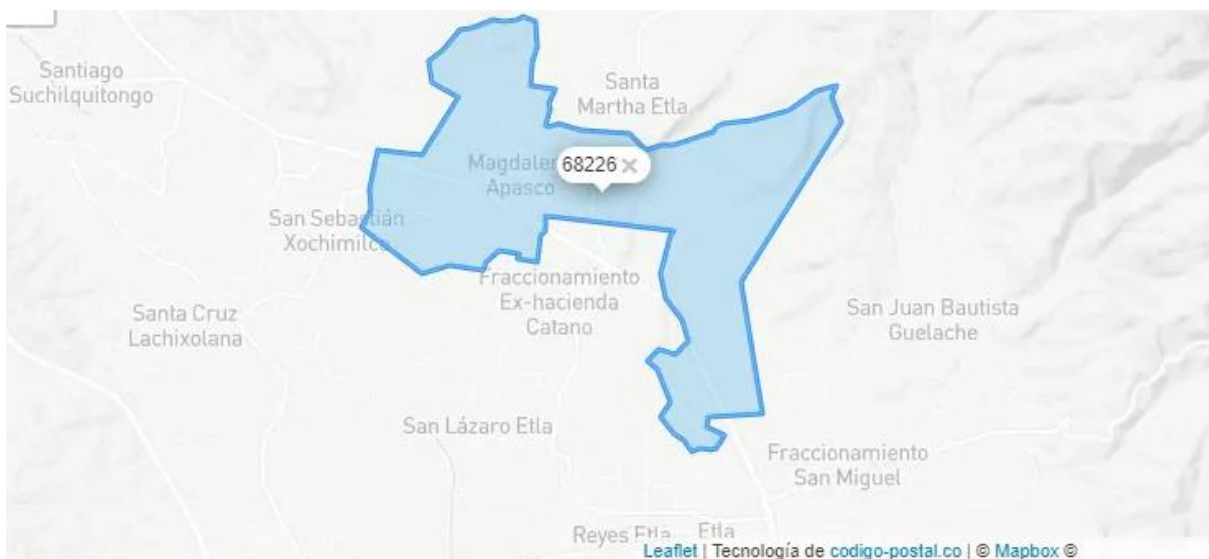 Santiago
Suchilquitongo
Santa
Martha Etla
Magdalen
Apasco
68226 ×
San Sebastián
Xochimilco
Fraccionamiento
Ex-hacienda
Catano
Santa Cruz
Lachixolana
San Juan Bautista
Guelache
San Lázaro Etla
Fraccionamiento
San Miguel
Reyes Etla
Etla
Leaflet | Tecnología de codigo-postal.co | © Mapbox ©